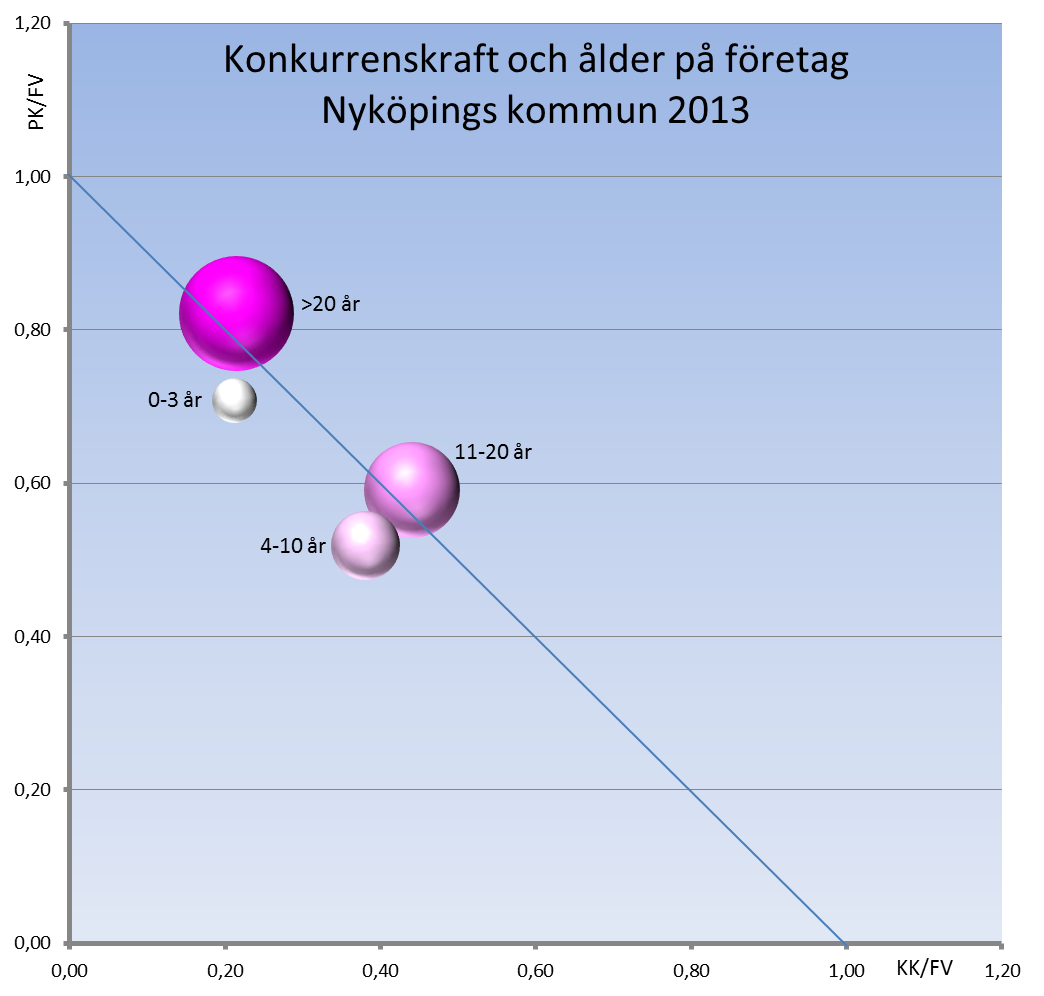 Konkurrenskraft och ålder på företag
Nyköpings kommun 2013
PK/FV
1,20
1,00
0,80
0,60
0,40
0,20
0,00
>20 år
0-3 år
11-20 år
4-10 år
0,00 0,20 0,40 0,60 0,80 1,00 KK/FV 1,20